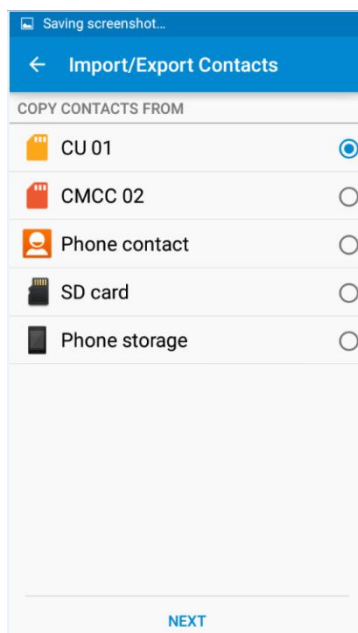 Saving screenshot...
Import/Export Contacts
COPY CONTACTS FROM
CU 01
CMCC 02
Phone contact
SD card
Phone storage
NEXT